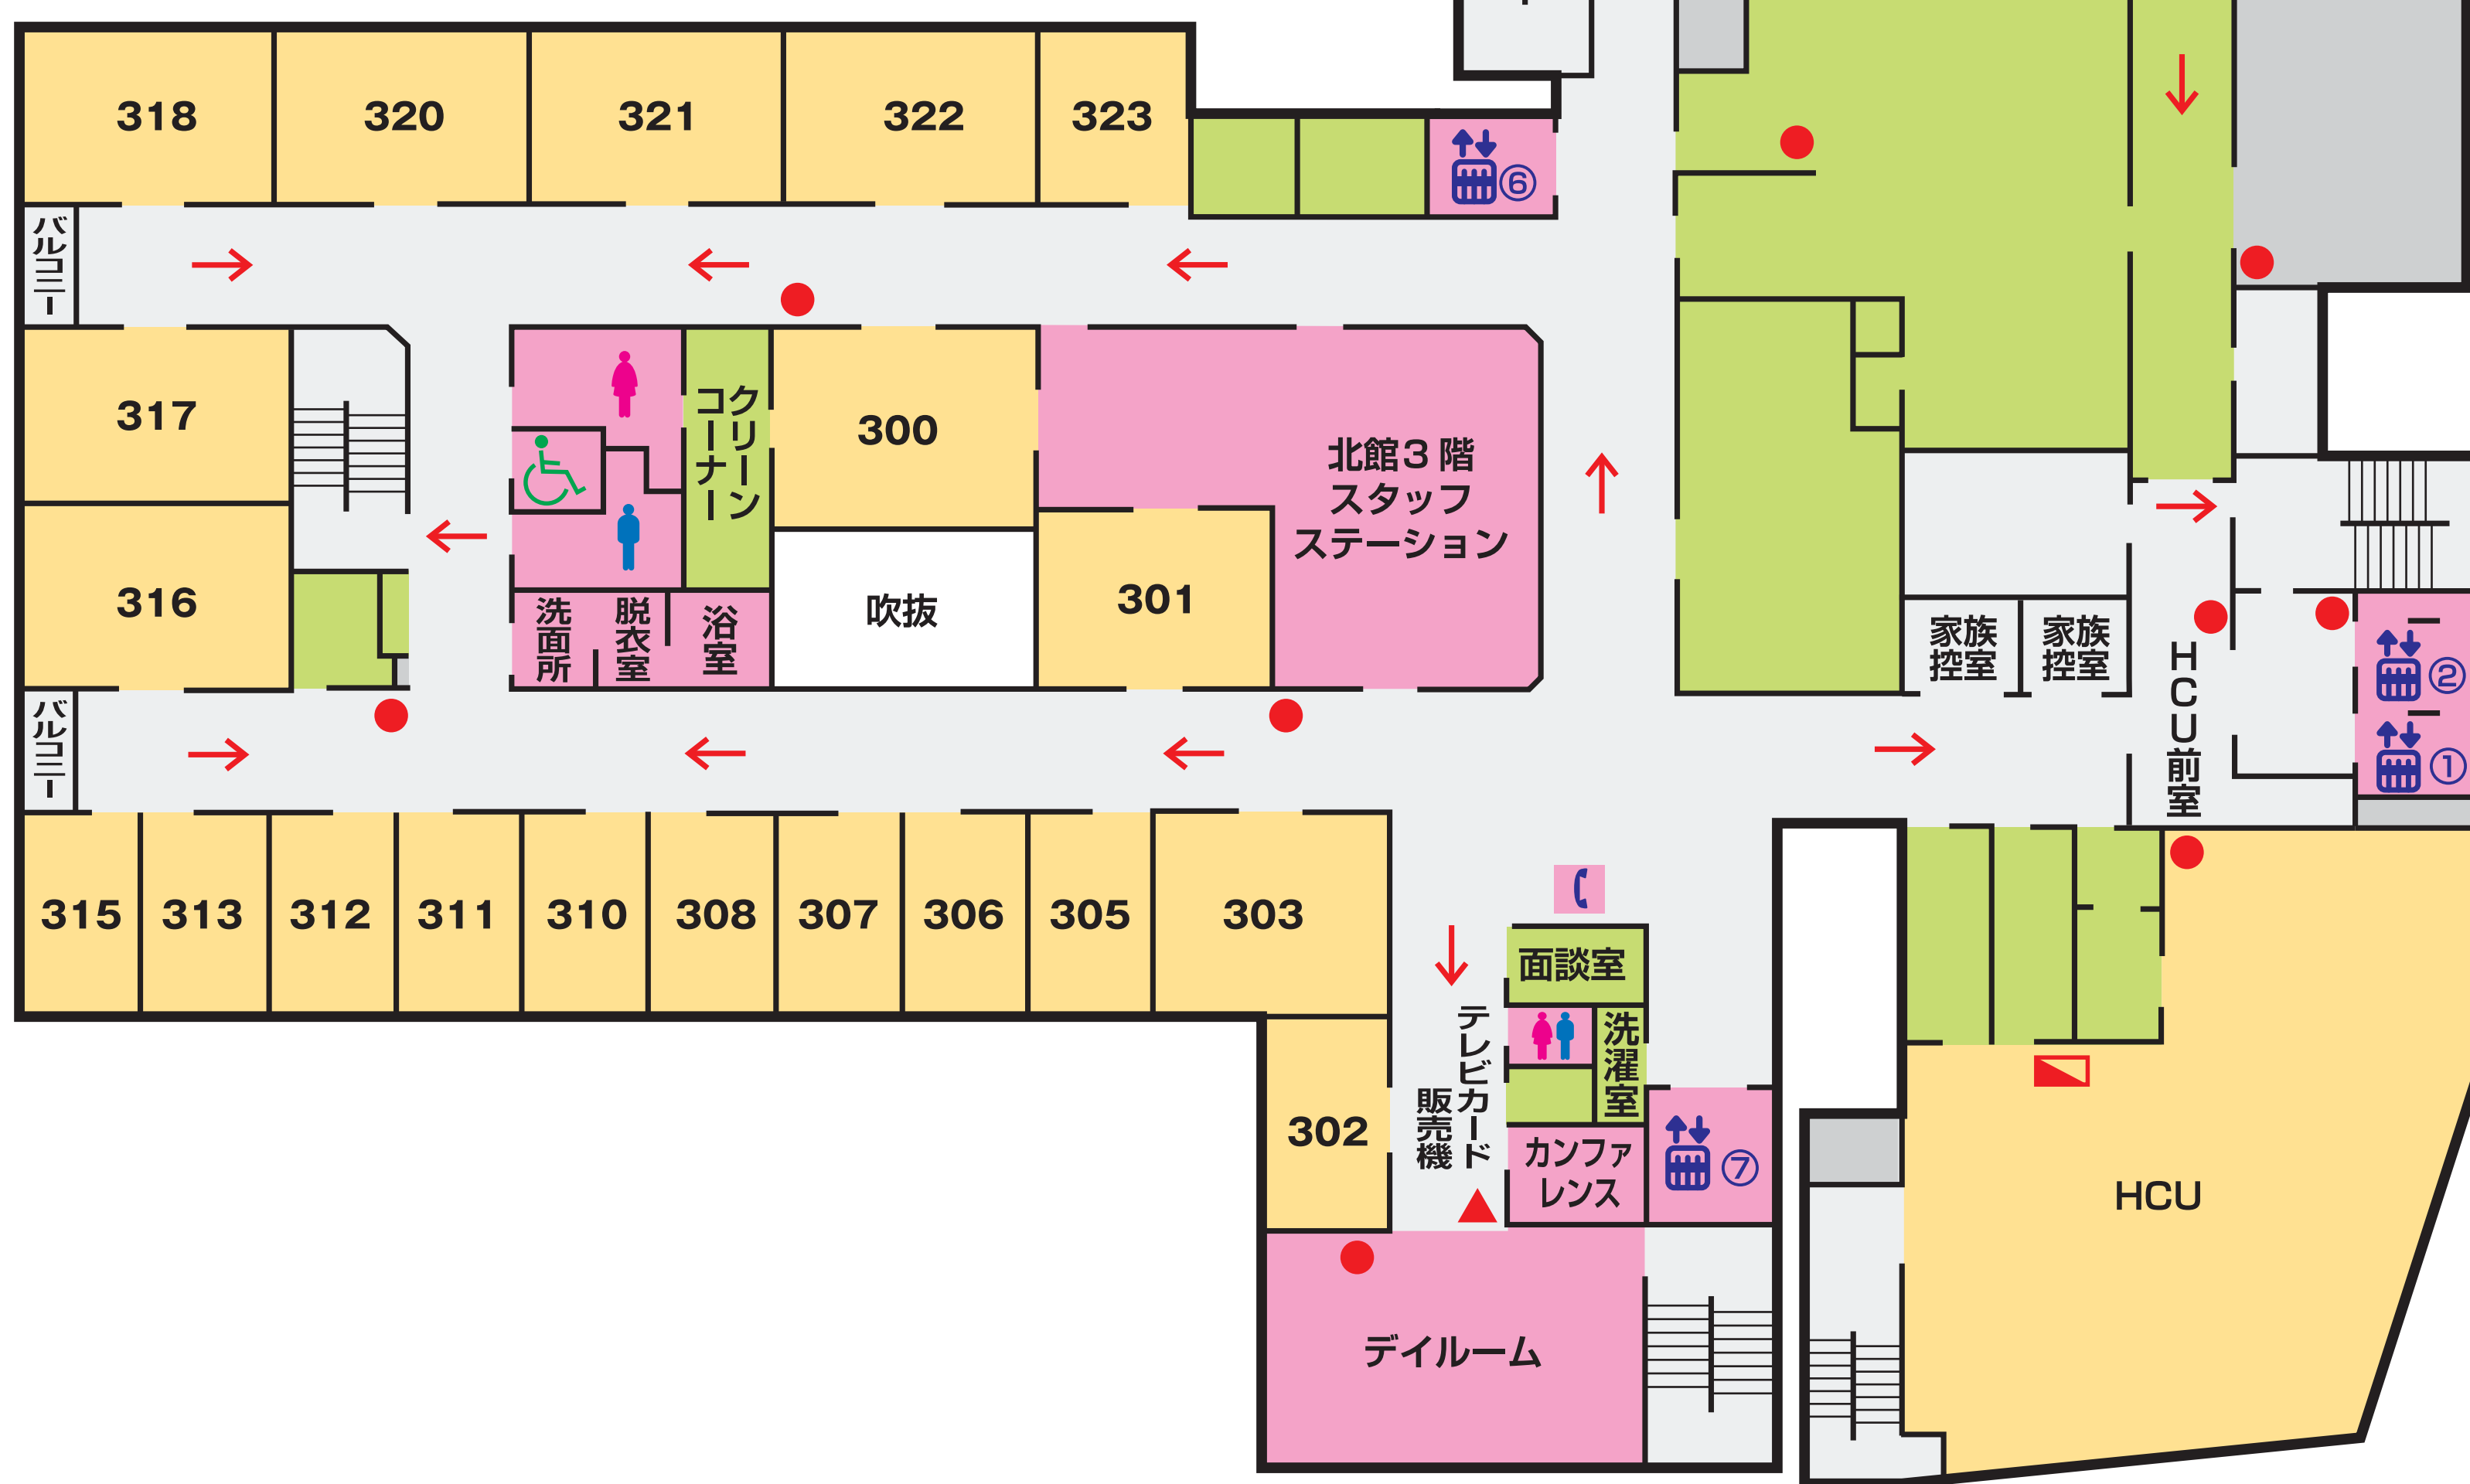 318
320
321
322
323
⑥
バルコニー
317
クリーン
コーナー
300
北館3階
スタッフ
ステーション
316
301
吹抜
洗面所
脱衣室
浴室
家族
控室
家族
控室
HCU前室
②
①
バルコニー
315
313
312
311
310
308
307
306
305
303
面談室
洗濯室
テレビカード
販売機
302
カンファ
レンス
⑦
HCU
デイルーム